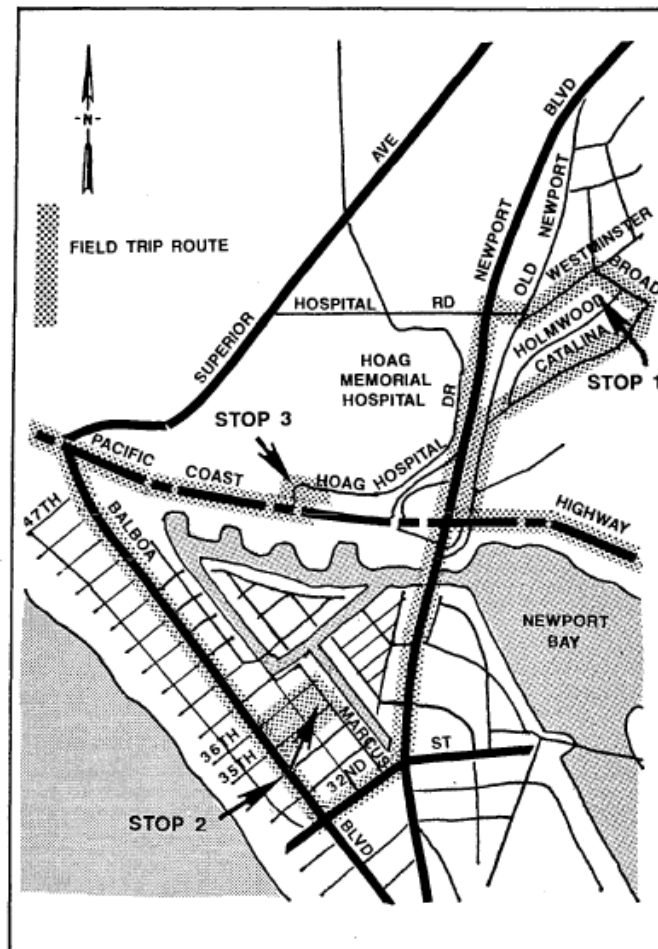 -N-
FIELD TRIP ROUTE
SUPERIOR AVE
NEWPORT BLVD
OLD NEWPORT
WESTMINSTER
BROAD
HOLMWOOD
CATALINA
STOP 1
HOSPITAL RD
HOAG
MEMORIAL
HOSPITAL
STOP 3
HOAG HOSPITAL DR
PACIFIC COAST HIGHWAY
47TH
BALBOA BLVD
NEWPORT
BAY
MARCUS
36TH
35TH
32ND ST
STOP 2